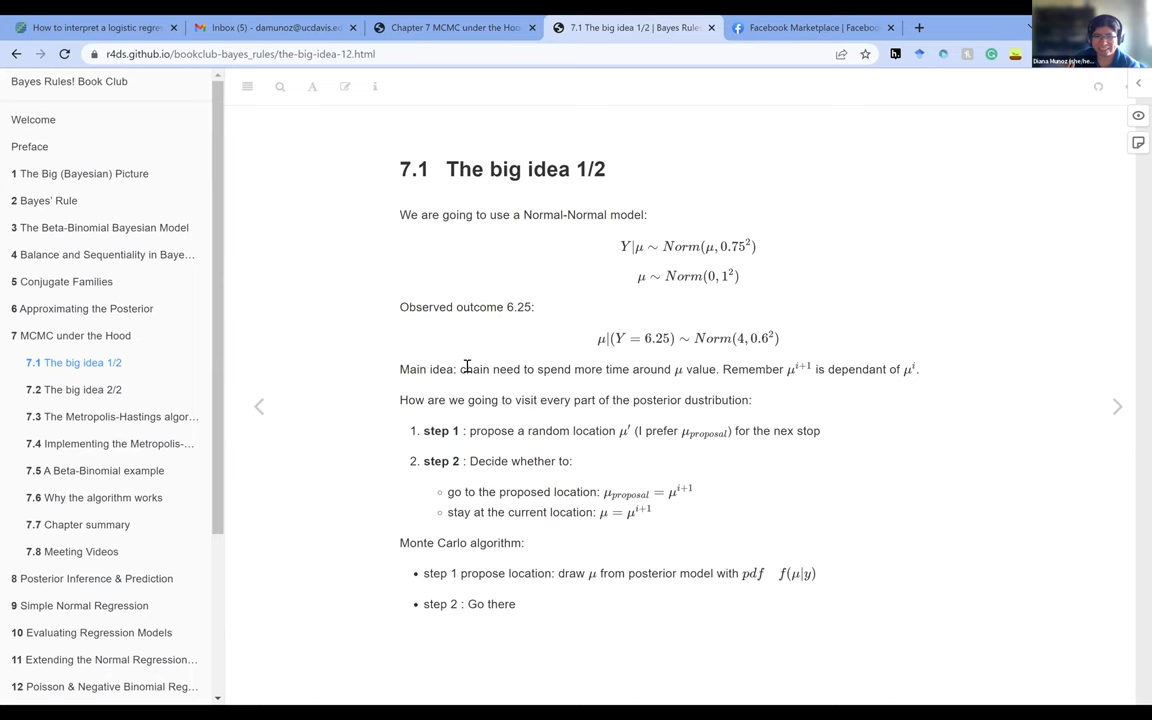 How to interpret a logistic regre
Inbox (5) - damunoz@ucdavis.ed
Chapter 7 MCMC under the Hoo
7.1 The big idea 1/2 | Bayes Rule
Facebook Marketplace | Faceboo
r4ds.github.io/bookclub-bayes_rules/the-big-idea-12.html
Diana Munoz (she/he...
Bayes Rules! Book Club
Welcome
Preface
1 The Big (Bayesian) Picture
2 Bayes' Rule
3 The Beta-Binomial Bayesian Model
4 Balance and Sequentiality in Baye...
5 Conjugate Families
6 Approximating the Posterior
7 MCMC under the Hood
7.1 The big idea 1/2
7.2 The big idea 2/2
7.3 The Metropolis-Hastings algor...
7.4 Implementing the Metropolis-...
7.5 A Beta-Binomial example
7.6 Why the algorithm works
7.7 Chapter summary
7.8 Meeting Videos
8 Posterior Inference & Prediction
9 Simple Normal Regression
10 Evaluating Regression Models
11 Extending the Normal Regression...
12 Poisson & Negative Binomial Reg...
7.1 The big idea 1/2
We are going to use a Normal-Normal model:
Y|μ ∼ Norm(μ, 0.75²)
μ ∼ Norm(0, 1²)
Observed outcome 6.25:
μ|(Y = 6.25) ∼ Norm(4, 0.6²)
Main idea: chain need to spend more time around μ value. Remember μ^{i+1} is dependant of μ^i.
How are we going to visit every part of the posterior dustribution:
1. step 1 : propose a random location μ′ (I prefer μ_{proposal}) for the nex stop
2. step 2 : Decide whether to:
go to the proposed location: μ_{proposal} = μ^{i+1}
stay at the current location: μ = μ^{i+1}
Monte Carlo algorithm:
• step 1 propose location: draw μ from posterior model with pdf f(μ|y)
• step 2 : Go there